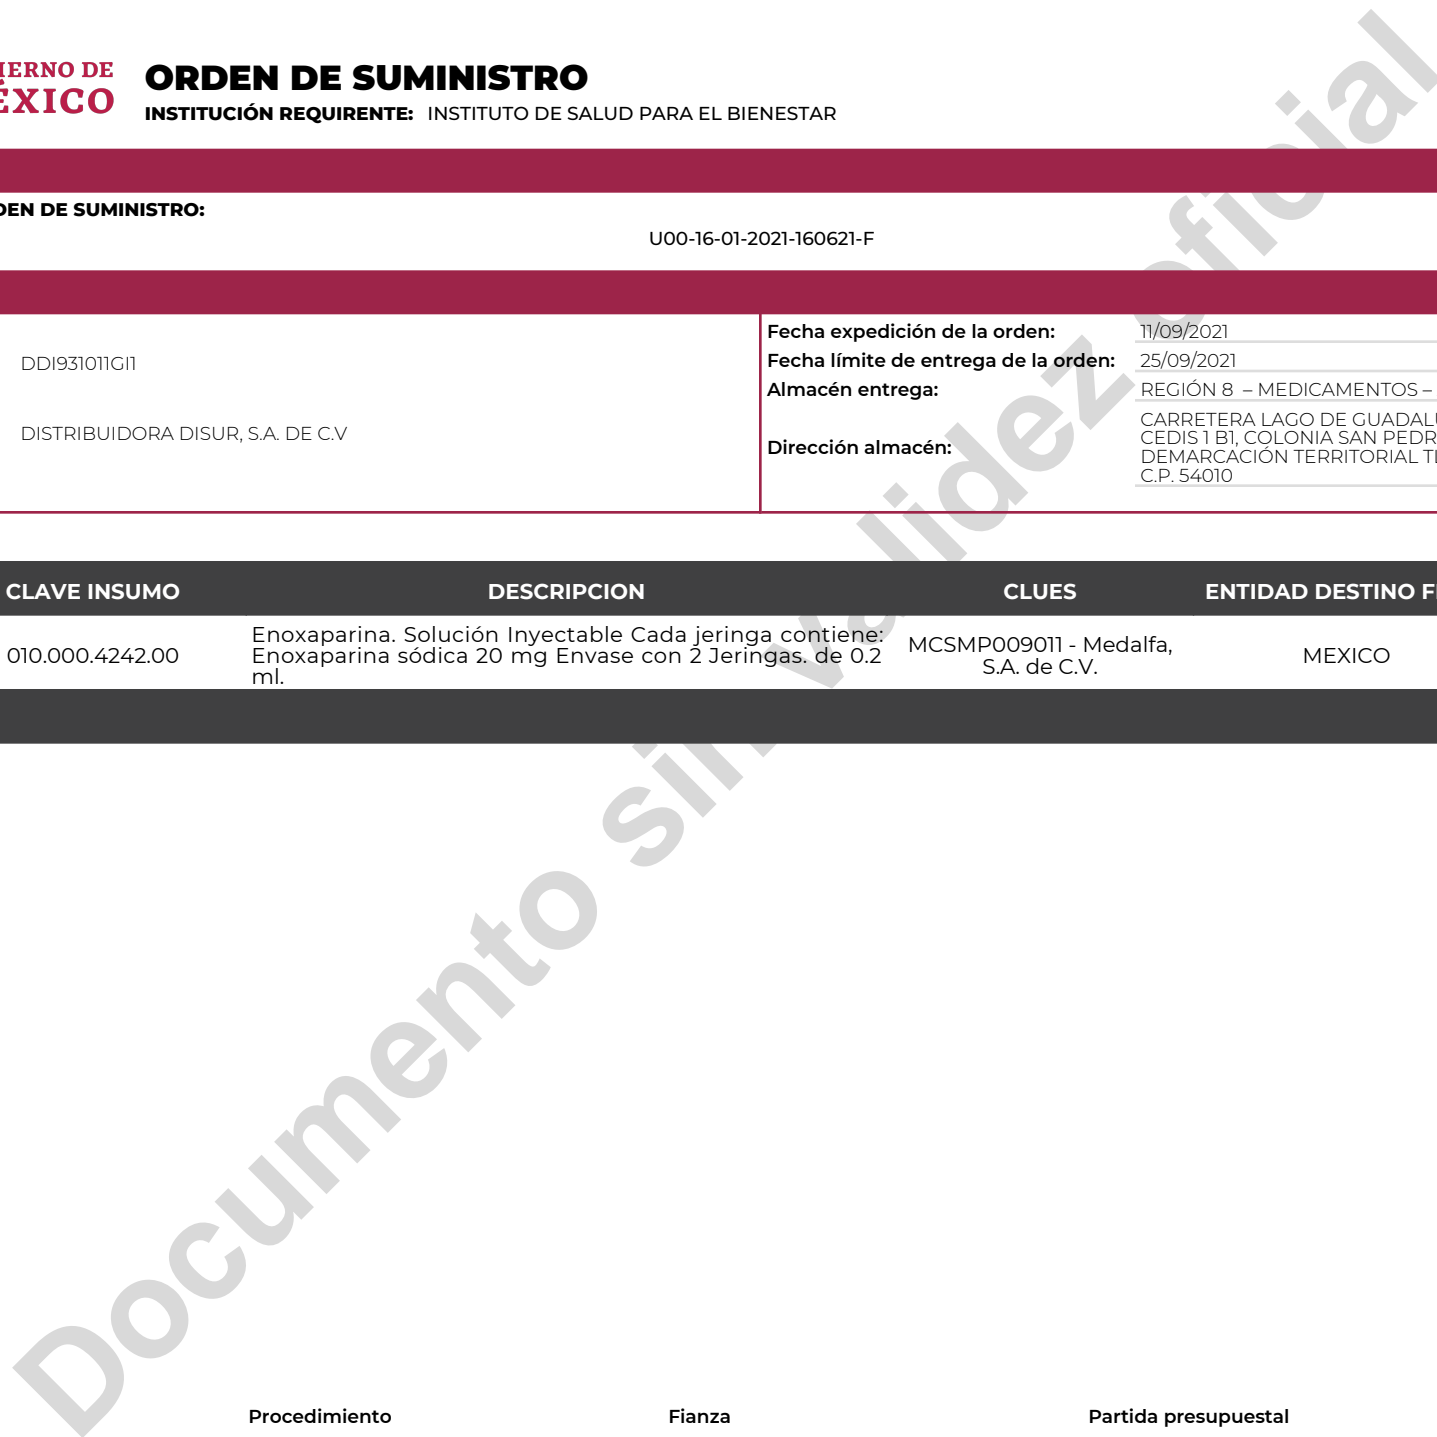 IERNO DE
ÉXICO
ORDEN DE SUMINISTRO
INSTITUCIÓN REQUIRENTE: INSTITUTO DE SALUD PARA EL BIENESTAR
DEN DE SUMINISTRO:
U00-16-01-2021-160621-F
DDI931011GI1
DISTRIBUIDORA DISUR, S.A. DE C.V
Fecha expedición de la orden: 11/09/2021
Fecha límite de entrega de la orden: 25/09/2021
Almacén entrega: REGIÓN 8 – MEDICAMENTOS –
Dirección almacén:
CARRETERA LAGO DE GUADALU
CEDIS 1 B1, COLONIA SAN PEDR
DEMARCACIÓN TERRITORIAL TL
C.P. 54010
CLAVE INSUMO DESCRIPCION CLUES ENTIDAD DESTINO FI
010.000.4242.00
Enoxaparina. Solución Inyectable Cada jeringa contiene:
Enoxaparina sódica 20 mg Envase con 2 Jeringas. de 0.2
ml.
MCSMP009011 - Medalfa,
S.A. de C.V.
MEXICO
Documento sin validez oficial
Procedimiento Fianza Partida presupuestal